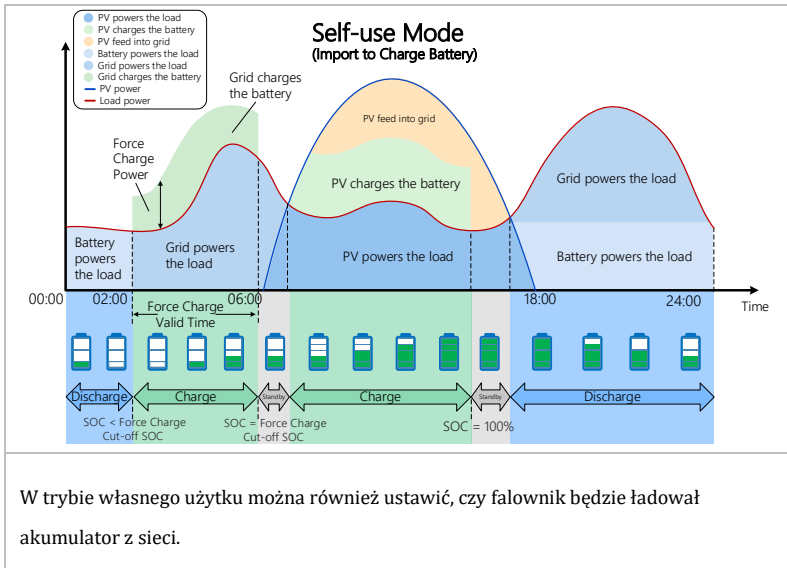 PV powers the load
PV charges the battery
PV feed into grid
Battery powers the load
Grid powers the load
Grid charges the battery
PV power
Load power
Self-use Mode
(Import to Charge Battery)
Grid charges
the battery
Force
Charge
Power
PV feed into grid
PV charges the battery
Grid powers the load
Battery
powers
the load
Grid powers
the load
PV powers the load
Battery powers the load
00:00
02:00
06:00
18:00
24:00
Time
Force Charge
Valid Time
Discharge
Charge
Standby
Charge
Standby
Discharge
SOC < Force Charge
Cut-off SOC
SOC = Force Charge
Cut-off SOC
SOC = 100%
W trybie własnego użytku można również ustawić, czy falownik będzie ładował
akumulator z sieci.